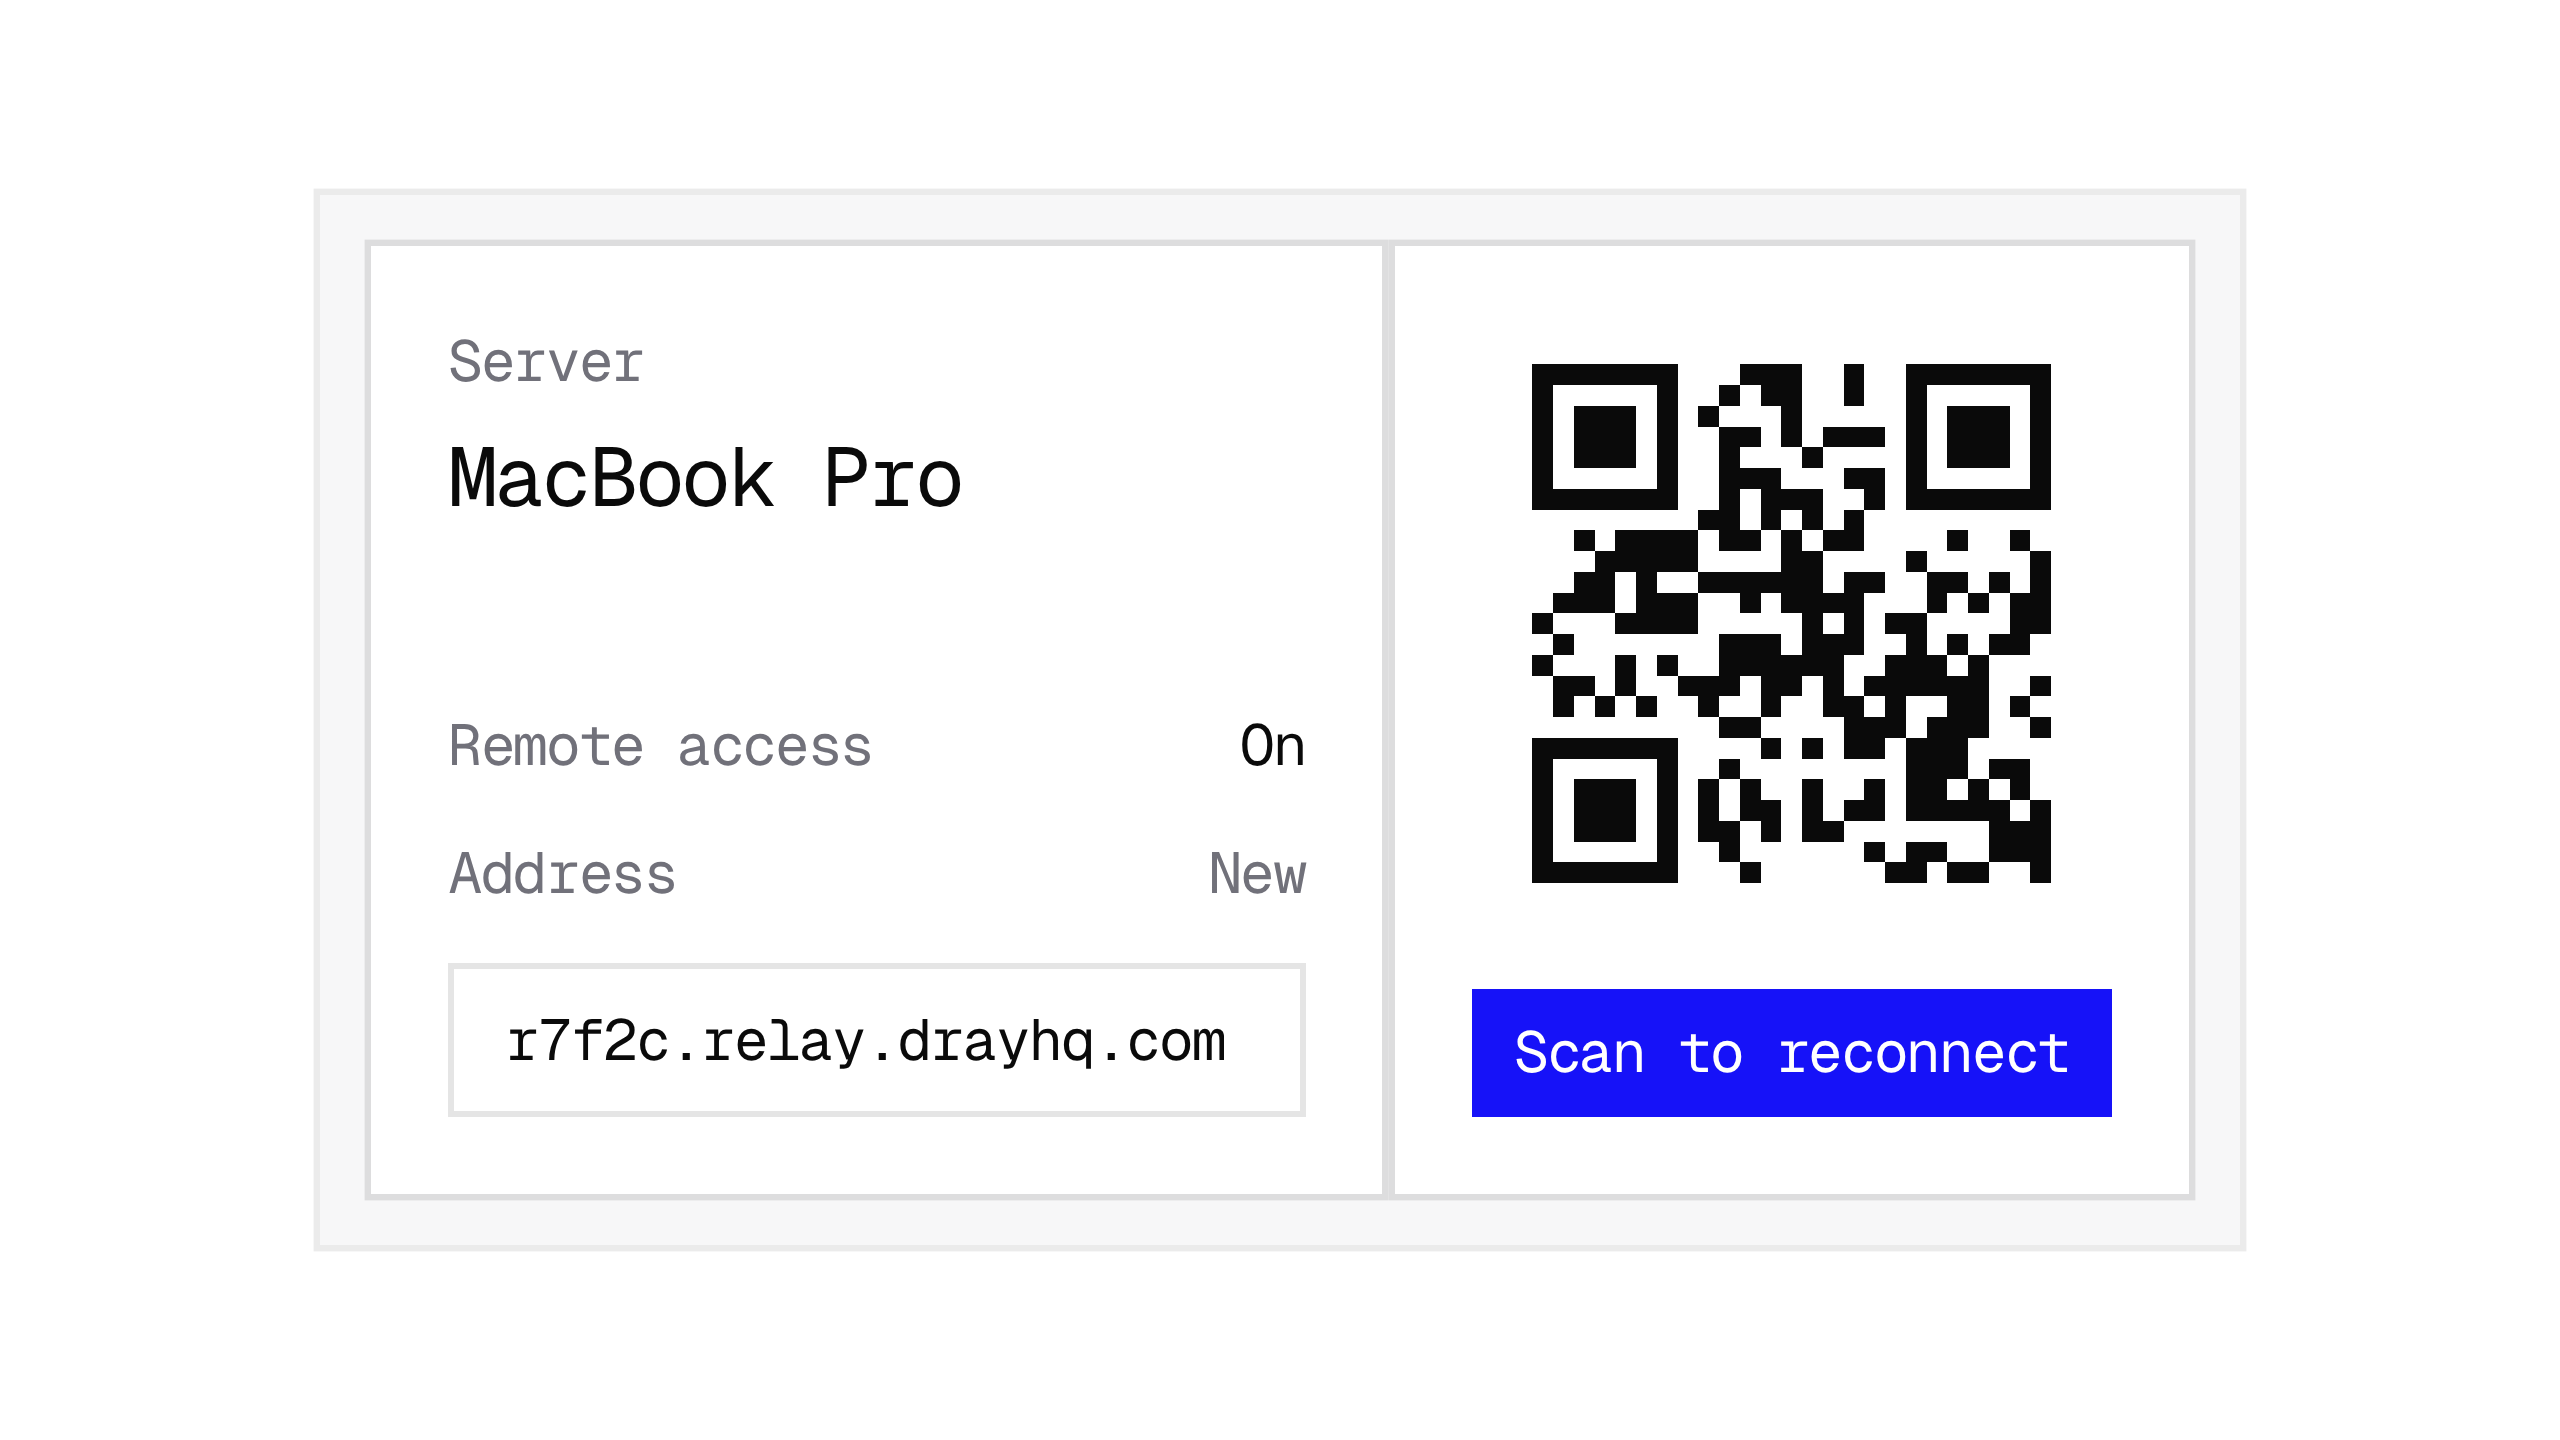 Server
MacBook Pro
Remote access On
Address New
r7f2c.relay.drayhq.com
Scan to reconnect